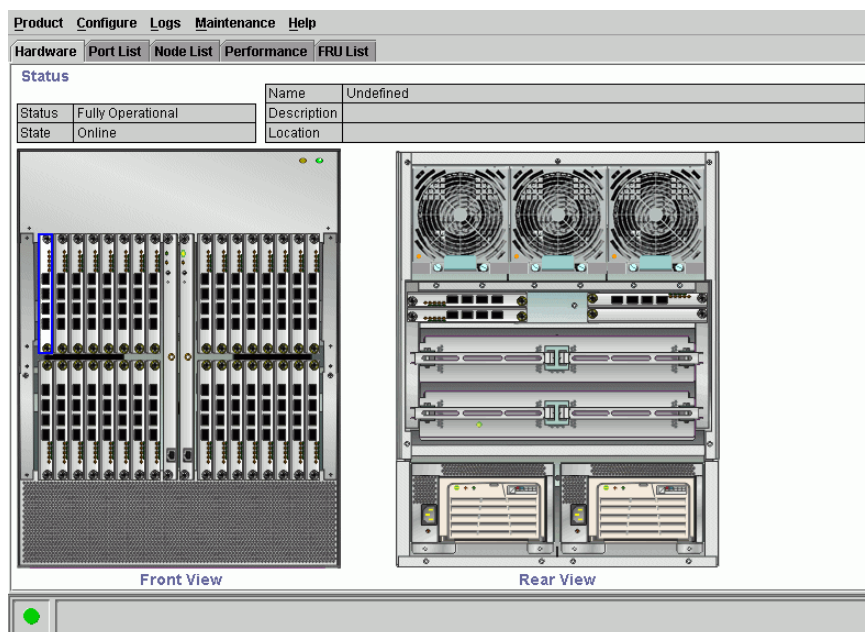 Product Configure Logs Maintenance Help
Hardware Port List Node List Performance FRU List
Status
Name Undefined
Status Fully Operational
Description
State Online
Location
Front View
Rear View